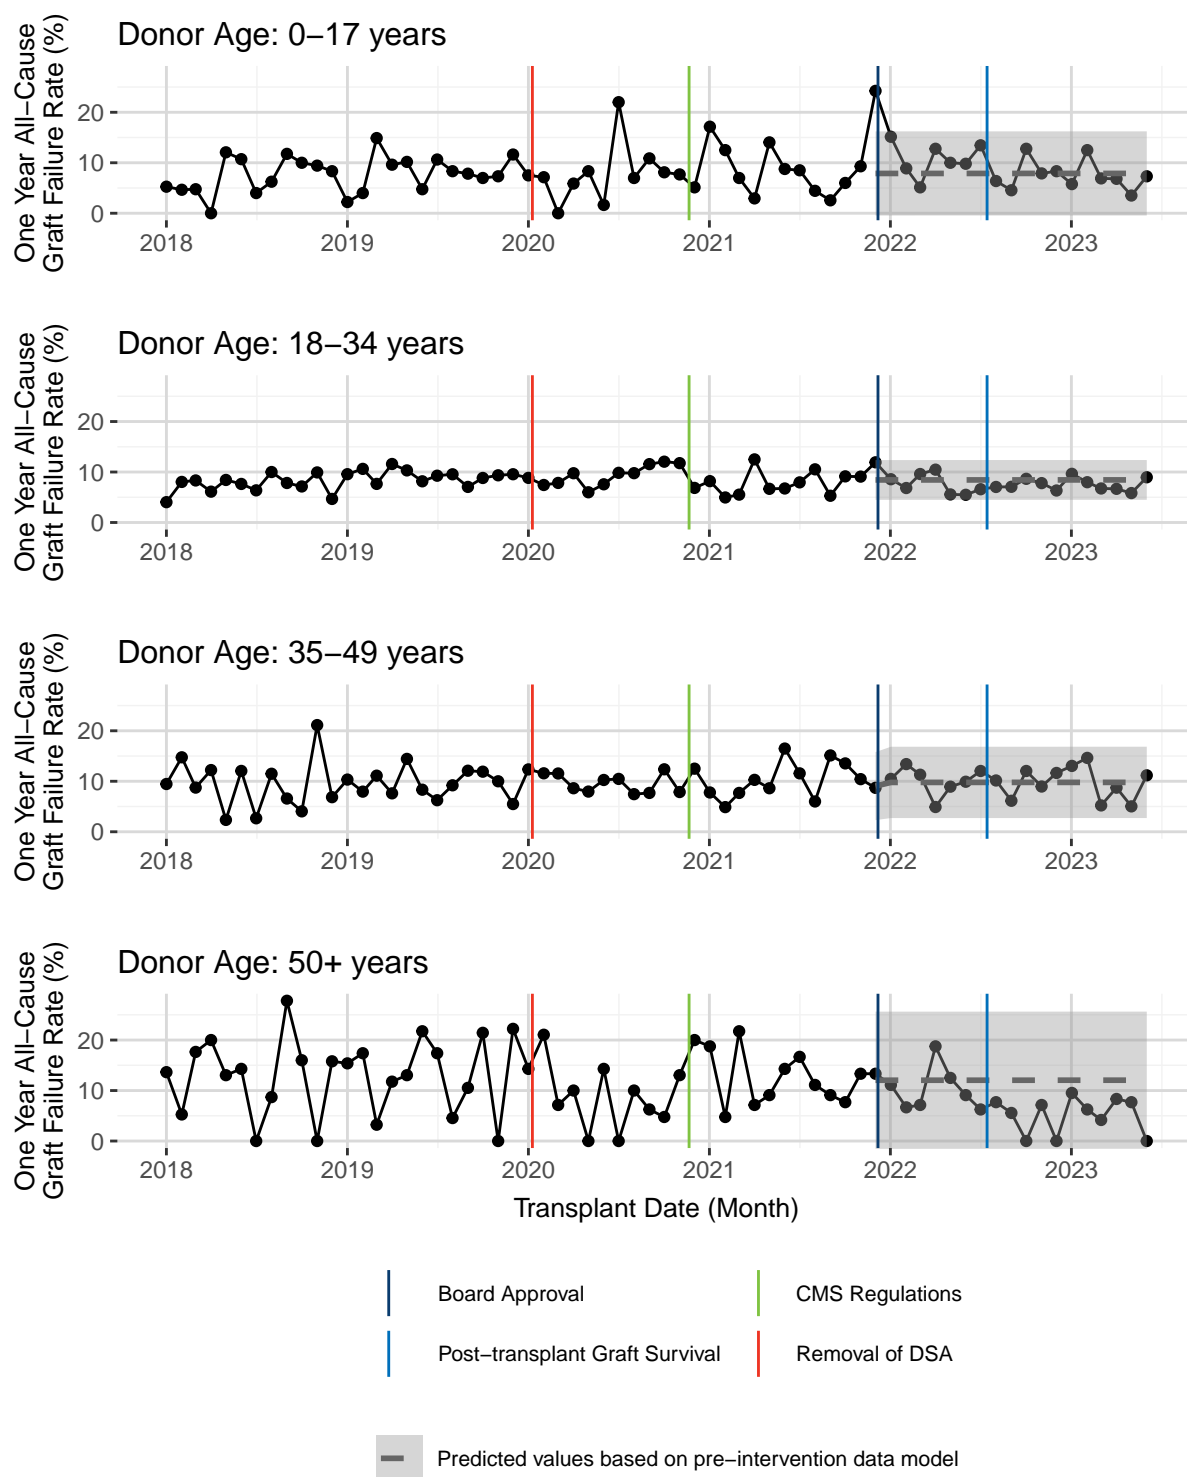 Donor Age: 0–17 years
One Year All–Cause
Graft Failure Rate (%)
20
10
0
2018 2019 2020 2021 2022 2023
Donor Age: 18–34 years
One Year All–Cause
Graft Failure Rate (%)
20
10
0
2018 2019 2020 2021 2022 2023
Donor Age: 35–49 years
One Year All–Cause
Graft Failure Rate (%)
20
10
0
2018 2019 2020 2021 2022 2023
Donor Age: 50+ years
One Year All–Cause
Graft Failure Rate (%)
20
10
0
2018 2019 2020 2021 2022 2023
Transplant Date (Month)
Board Approval CMS Regulations
Post–transplant Graft Survival Removal of DSA
Predicted values based on pre–intervention data model